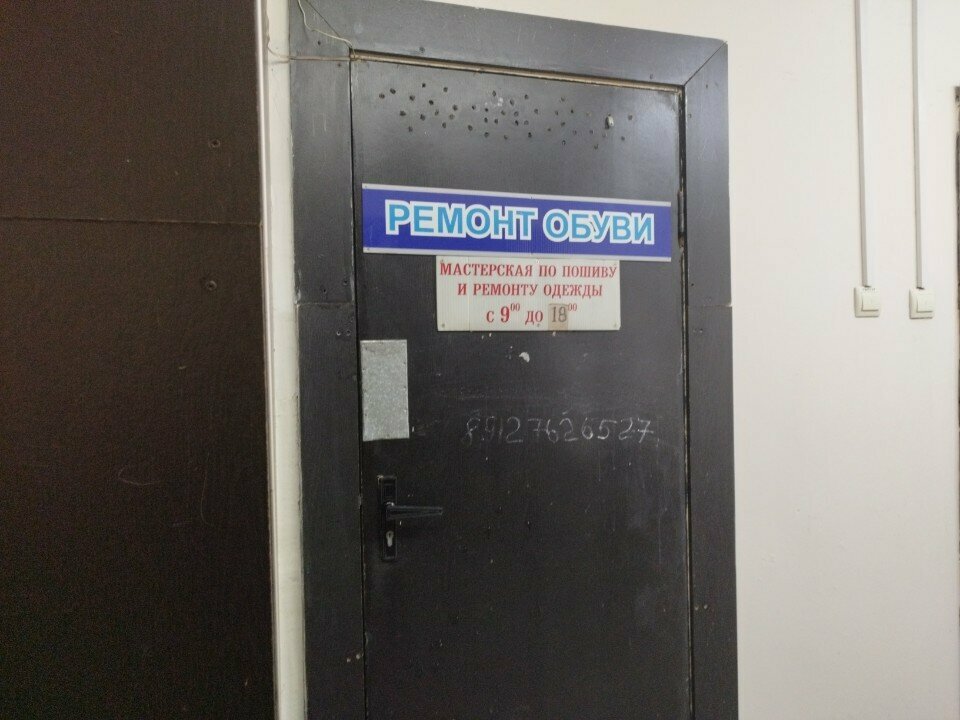 РЕМОНТ ОБУВИ
МАСТЕРСКАЯ ПО ПОШИВУ
И РЕМОНТУ ОДЕЖДЫ
С 9⁰⁰ ДО 18⁰⁰
89127626527